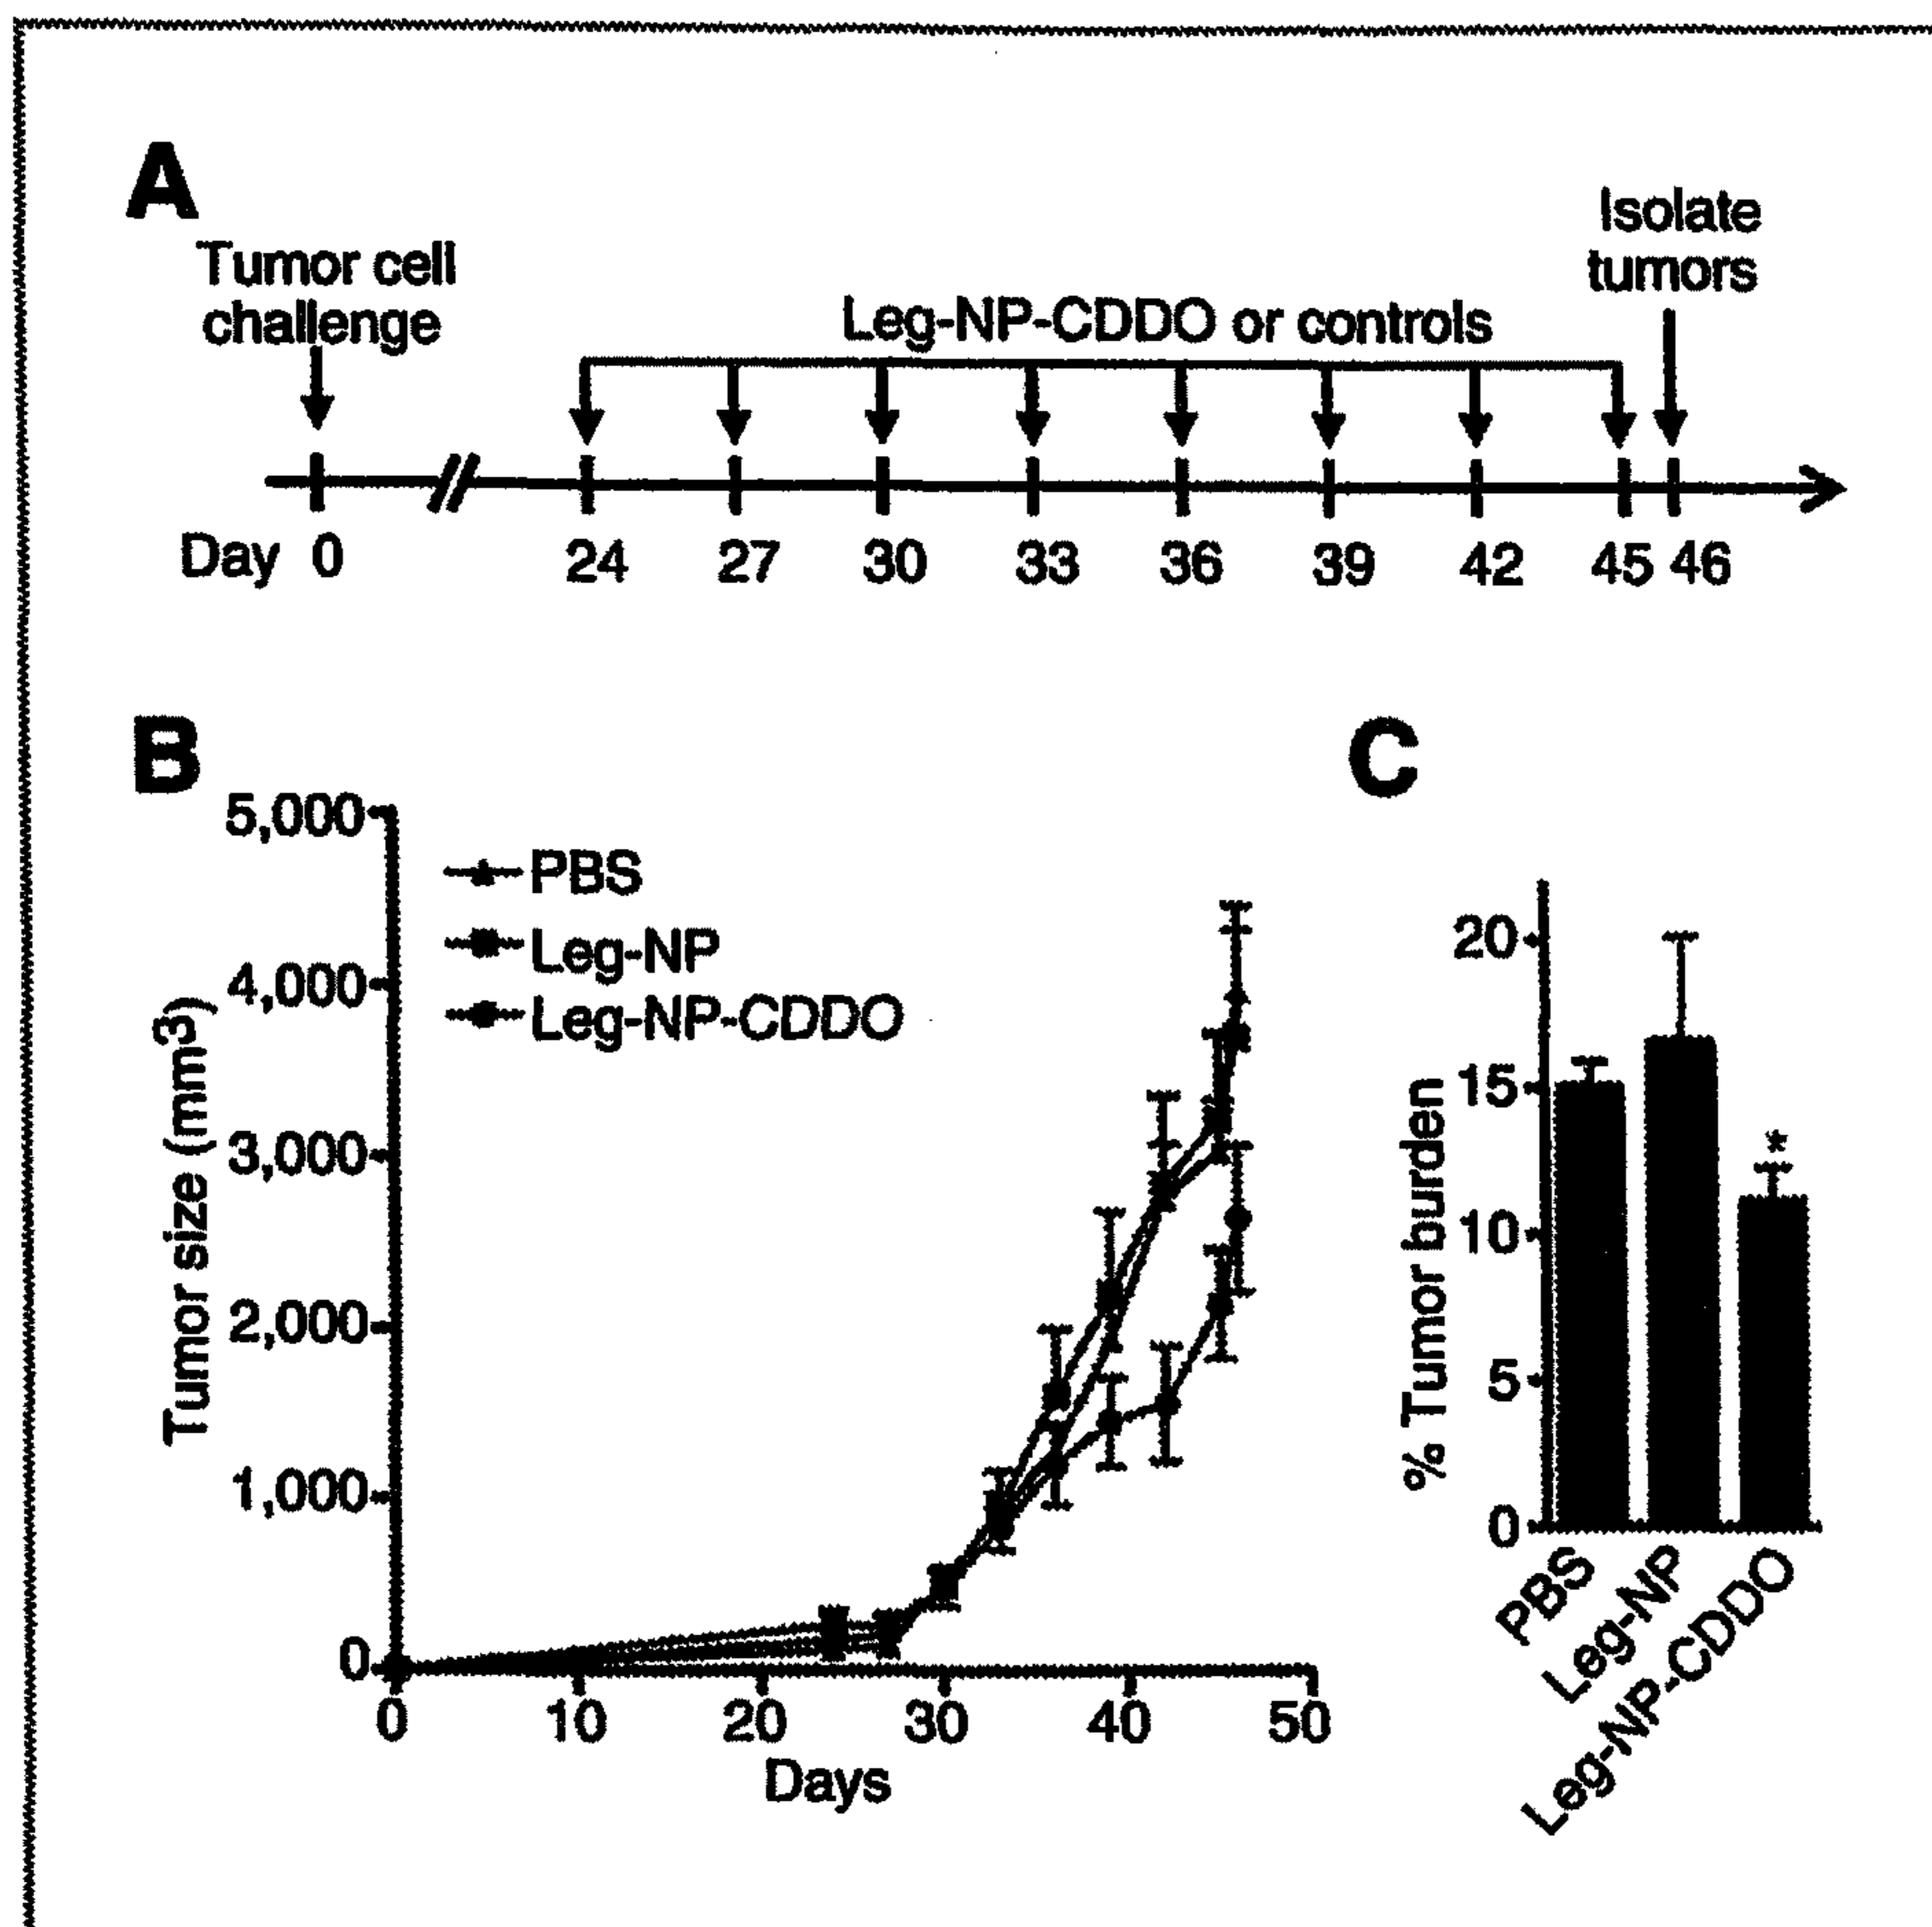 A
Tumor cell
challenge
Leg-NP-CDDO or controls
Isolate
tumors
Day 0 24 27 30 33 36 39 42 45 46
B
5,000
4,000
3,000
2,000
1,000
0
Tumor size (mm3)
PBS
Leg-NP
Leg-NP-CDDO
0 10 20 30 40 50
Days
C
20
15
10
5
0
% Tumor burden
*
PBS
Leg-NP
Leg-NP-CDDO